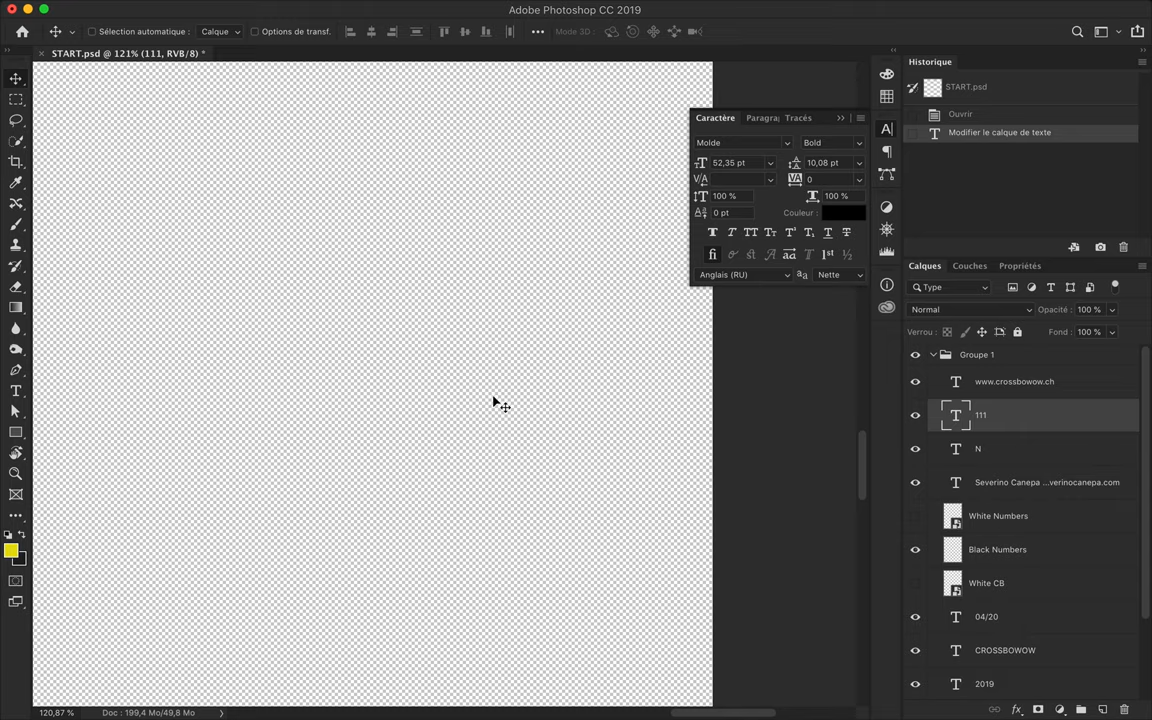 Adobe Photoshop CC 2019
Sélection automatique :
Calque
Options de transf.
Mode 3D :
START.psd @ 121% (111, RVB/8) *
Historique
START.psd
Ouvrir
Modifier le calque de texte
Caractère
Paragra
Tracés
Molde
Bold
52,35 pt
10,08 pt
0
100 %
100 %
0 pt
Couleur :
Anglais (RU)
Nette
Calques
Couches
Propriétés
Type
Normal
Opacité : 100 %
Verrou :
Fond : 100 %
Groupe 1
www.crossbowow.ch
111
N
Severino Canepa ...verinocanepa.com
White Numbers
Black Numbers
White CB
04/20
CROSSBOWOW
2019
120,87 %
Doc : 199,4 Mo/49,8 Mo